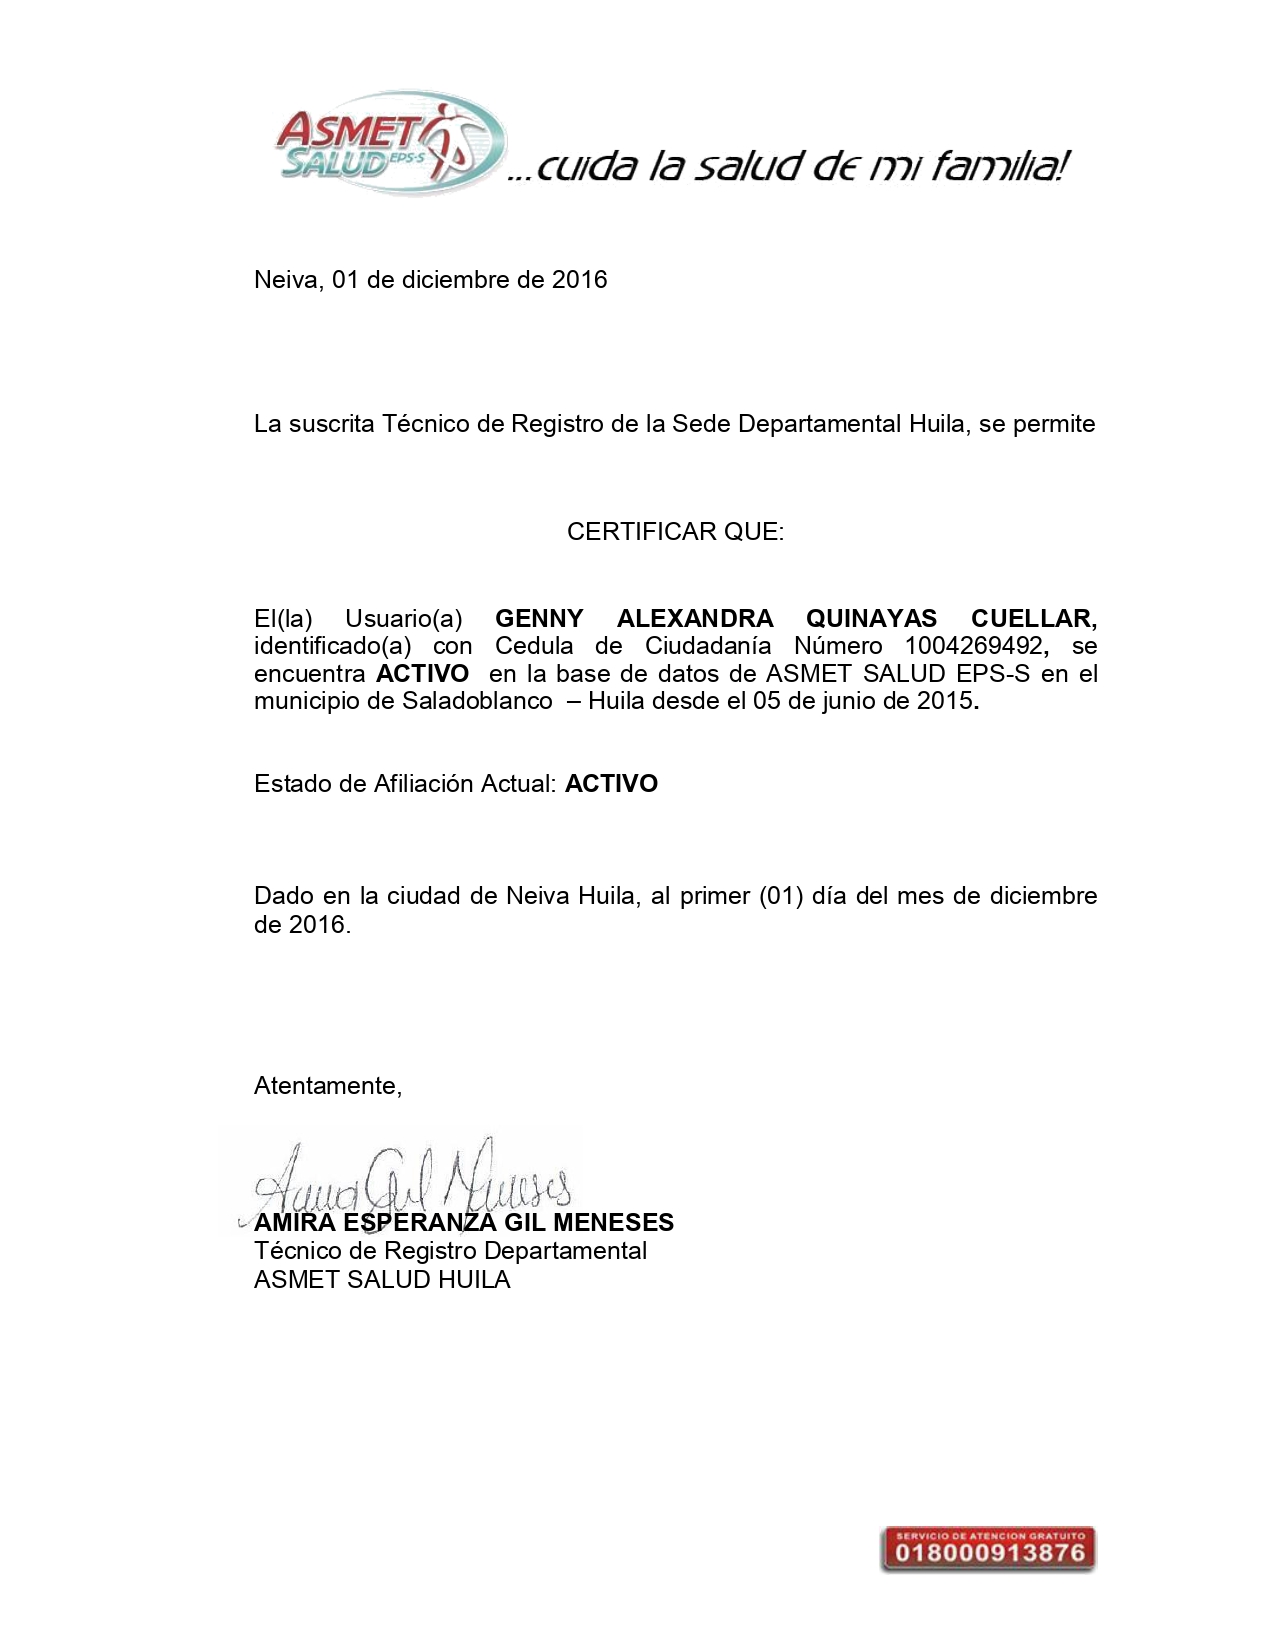 ASMET
SALUD EPS-S
...cuida la salud de mi familia!
Neiva, 01 de diciembre de 2016
La suscrita Técnico de Registro de la Sede Departamental Huila, se permite
CERTIFICAR QUE:
El(la) Usuario(a) GENNY ALEXANDRA QUINAYAS CUELLAR,
identificado(a) con Cedula de Ciudadanía Número 1004269492, se
encuentra ACTIVO en la base de datos de ASMET SALUD EPS-S en el
municipio de Saladoblanco – Huila desde el 05 de junio de 2015.
Estado de Afiliación Actual: ACTIVO
Dado en la ciudad de Neiva Huila, al primer (01) día del mes de diciembre
de 2016.
Atentamente,
Amira Gil Meneses
AMIRA ESPERANZA GIL MENESES
Técnico de Registro Departamental
ASMET SALUD HUILA
SERVICIO DE ATENCION GRATUITO
018000913876